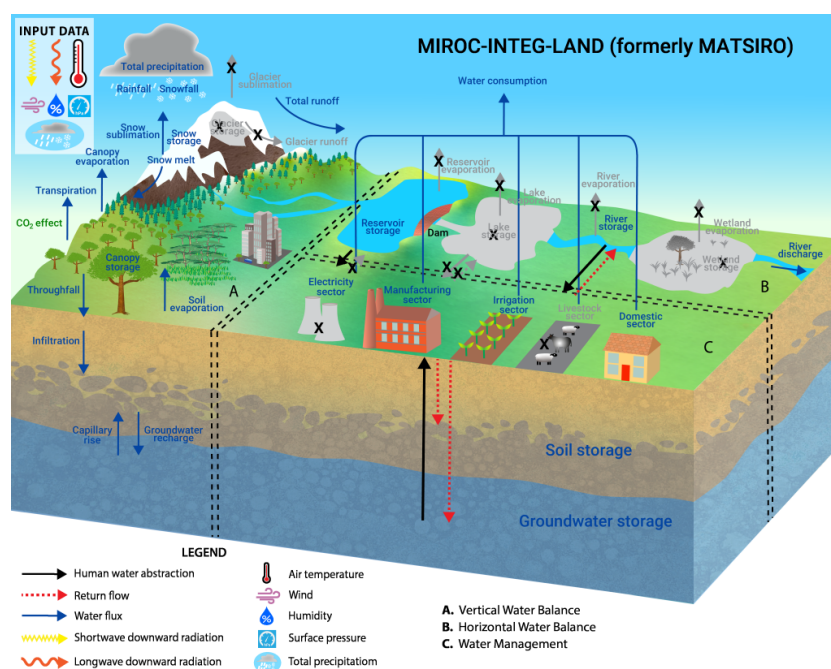 INPUT DATA
%
MIROC-INTEG-LAND (formerly MATSIRO)
Total precipitation
Rainfall Snowfall
X
Glacier
sublimation
Total runoff
Water consumption
Snow
sublimation
Snow
storage
X
Glacier
storage
X
Glacier runoff
Canopy
evaporation
Snow melt
Transpiration
CO2 effect
X
Reservoir
evaporation
X
Lake
evaporation
River
evaporation
X
X
Wetland
evaporation
Reservoir
storage
Dam
X
Lake
storage
River
storage
X
Wetland
storage
River
discharge
Canopy
storage
Throughfall
Soil
evaporation
A
B
C
X
X
Electricity
sector
X
Manufacturing
sector
Irrigation
sector
Livestock
sector
X
Domestic
sector
Infiltration
Capillary
rise
Groundwater
recharge
Soil storage
Groundwater storage
LEGEND
Human water abstraction
Return flow
Water flux
Shortwave downward radiation
Longwave downward radiation
Air temperature
Wind
% Humidity
Surface pressure
Total precipitatiom
A. Vertical Water Balance
B. Horizontal Water Balance
C. Water Management